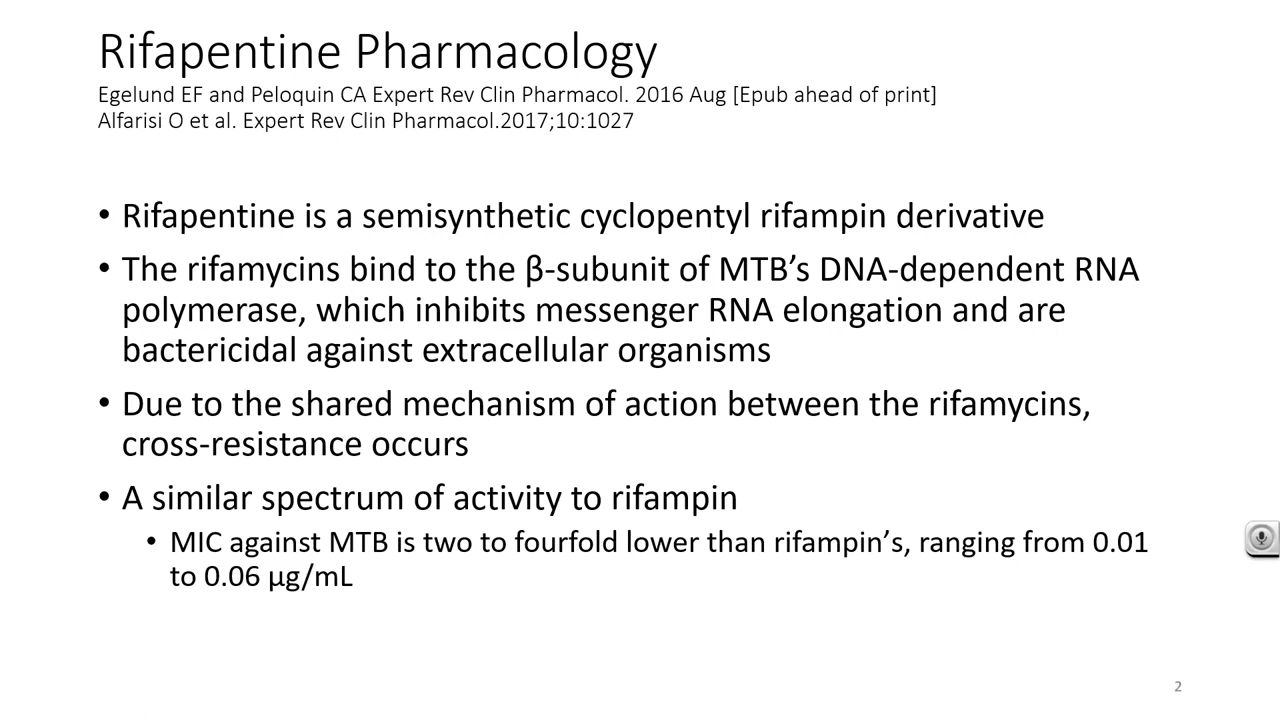 Rifapentine Pharmacology
Egelund EF and Peloquin CA Expert Rev Clin Pharmacol. 2016 Aug [Epub ahead of print]
Alfarisi O et al. Expert Rev Clin Pharmacol.2017;10:1027
• Rifapentine is a semisynthetic cyclopentyl rifampin derivative
• The rifamycins bind to the β-subunit of MTB’s DNA-dependent RNA
polymerase, which inhibits messenger RNA elongation and are
bactericidal against extracellular organisms
• Due to the shared mechanism of action between the rifamycins,
cross-resistance occurs
• A similar spectrum of activity to rifampin
• MIC against MTB is two to fourfold lower than rifampin’s, ranging from 0.01
to 0.06 µg/mL
2